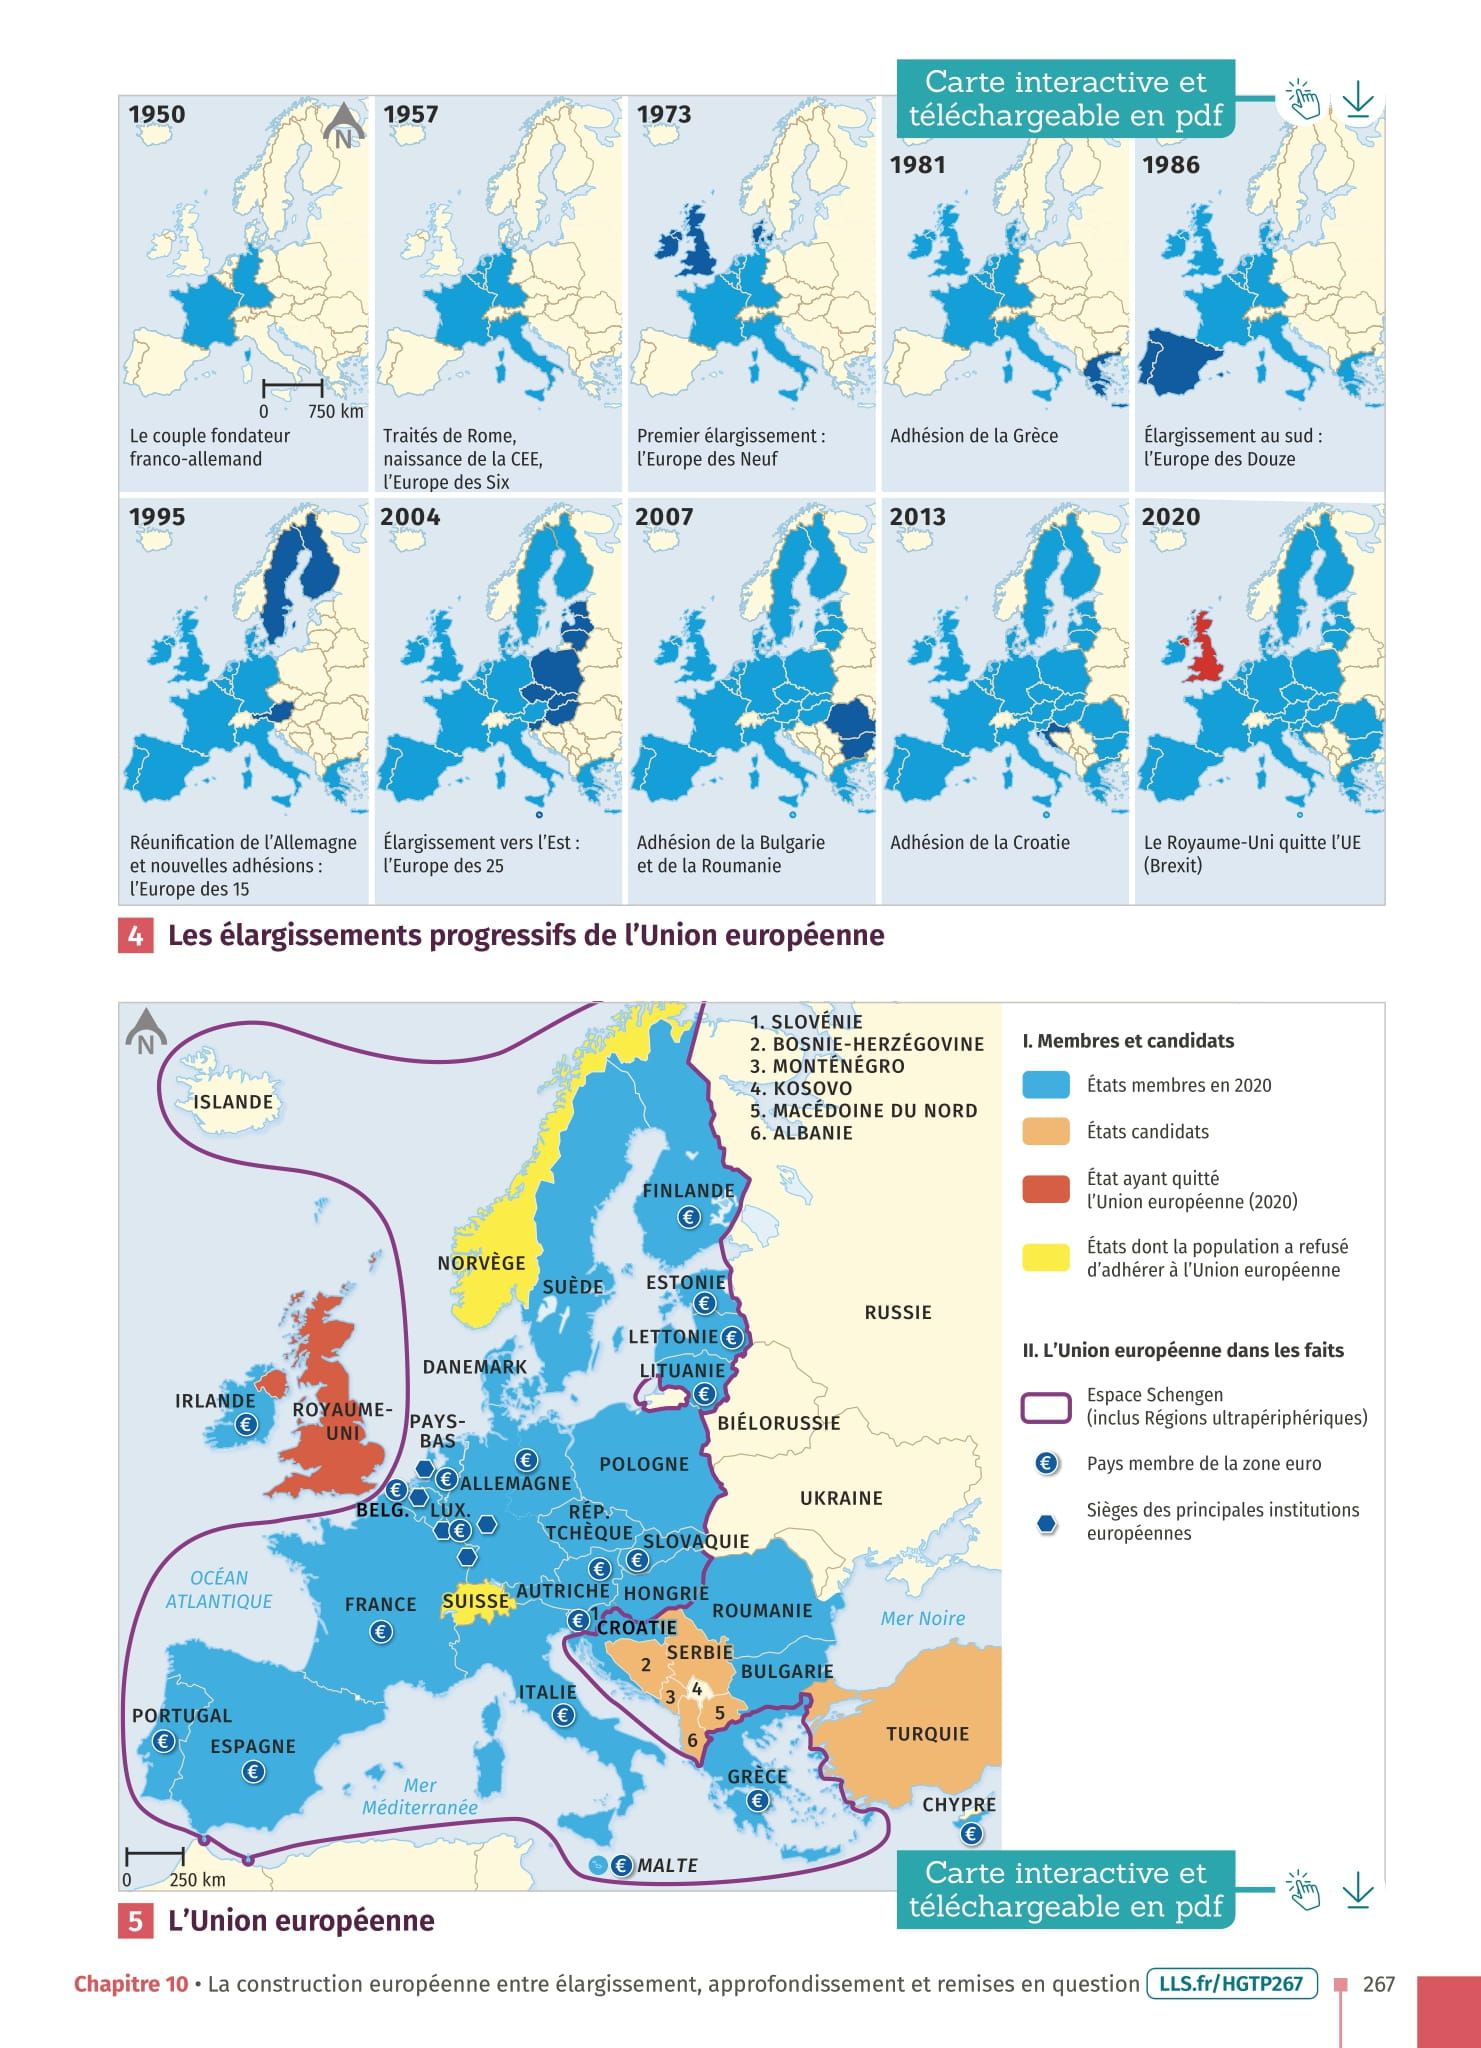 Carte interactive et
téléchargeable en pdf
1950
N
0 750 km
Le couple fondateur
franco-allemand
1957
Traités de Rome,
naissance de la CEE,
l’Europe des Six
1973
Premier élargissement :
l’Europe des Neuf
1981
Adhésion de la Grèce
1986
Élargissement au sud :
l’Europe des Douze
1995
Réunification de l’Allemagne
et nouvelles adhésions :
l’Europe des 15
2004
Élargissement vers l’Est :
l’Europe des 25
2007
Adhésion de la Bulgarie
et de la Roumanie
2013
Adhésion de la Croatie
2020
Le Royaume-Uni quitte l’UE
(Brexit)
4 Les élargissements progressifs de l’Union européenne
N
1. SLOVÉNIE
2. BOSNIE-HERZÉGOVINE
3. MONTÉNÉGRO
4. KOSOVO
5. MACÉDOINE DU NORD
6. ALBANIE
ISLANDE
FINLANDE
€
NORVÈGE
SUÈDE
ESTONIE
€
RUSSIE
LETTONIE €
DANEMARK
LITUANIE
€
IRLANDE
€
ROYAUME-
UNI
PAYS-
BAS
€
BIÉLORUSSIE
€
ALLEMAGNE
POLOGNE
€
BELG.
LUX.
€
UKRAINE
RÉP.
TCHÈQUE
SLOVAQUIE
€
OCÉAN
ATLANTIQUE
FRANCE
€
SUISSE
AUTRICHE
€
HONGRIE
ROUMANIE
Mer Noire
€
1
CROATIE
2
SERBIE
3
4
5
6
BULGARIE
ITALIE
€
PORTUGAL
€
ESPAGNE
€
TURQUIE
GRÈCE
€
Mer
Méditerranée
CHYPRE
€
€ MALTE
0 250 km
I. Membres et candidats
États membres en 2020
États candidats
État ayant quitté
l’Union européenne (2020)
États dont la population a refusé
d’adhérer à l’Union européenne
II. L’Union européenne dans les faits
Espace Schengen
(inclus Régions ultrapériphériques)
€ Pays membre de la zone euro
Sièges des principales institutions
européennes
Carte interactive et
téléchargeable en pdf
5 L’Union européenne
Chapitre 10 • La construction européenne entre élargissement, approfondissement et remises en question LLS.fr/HGTP267 267